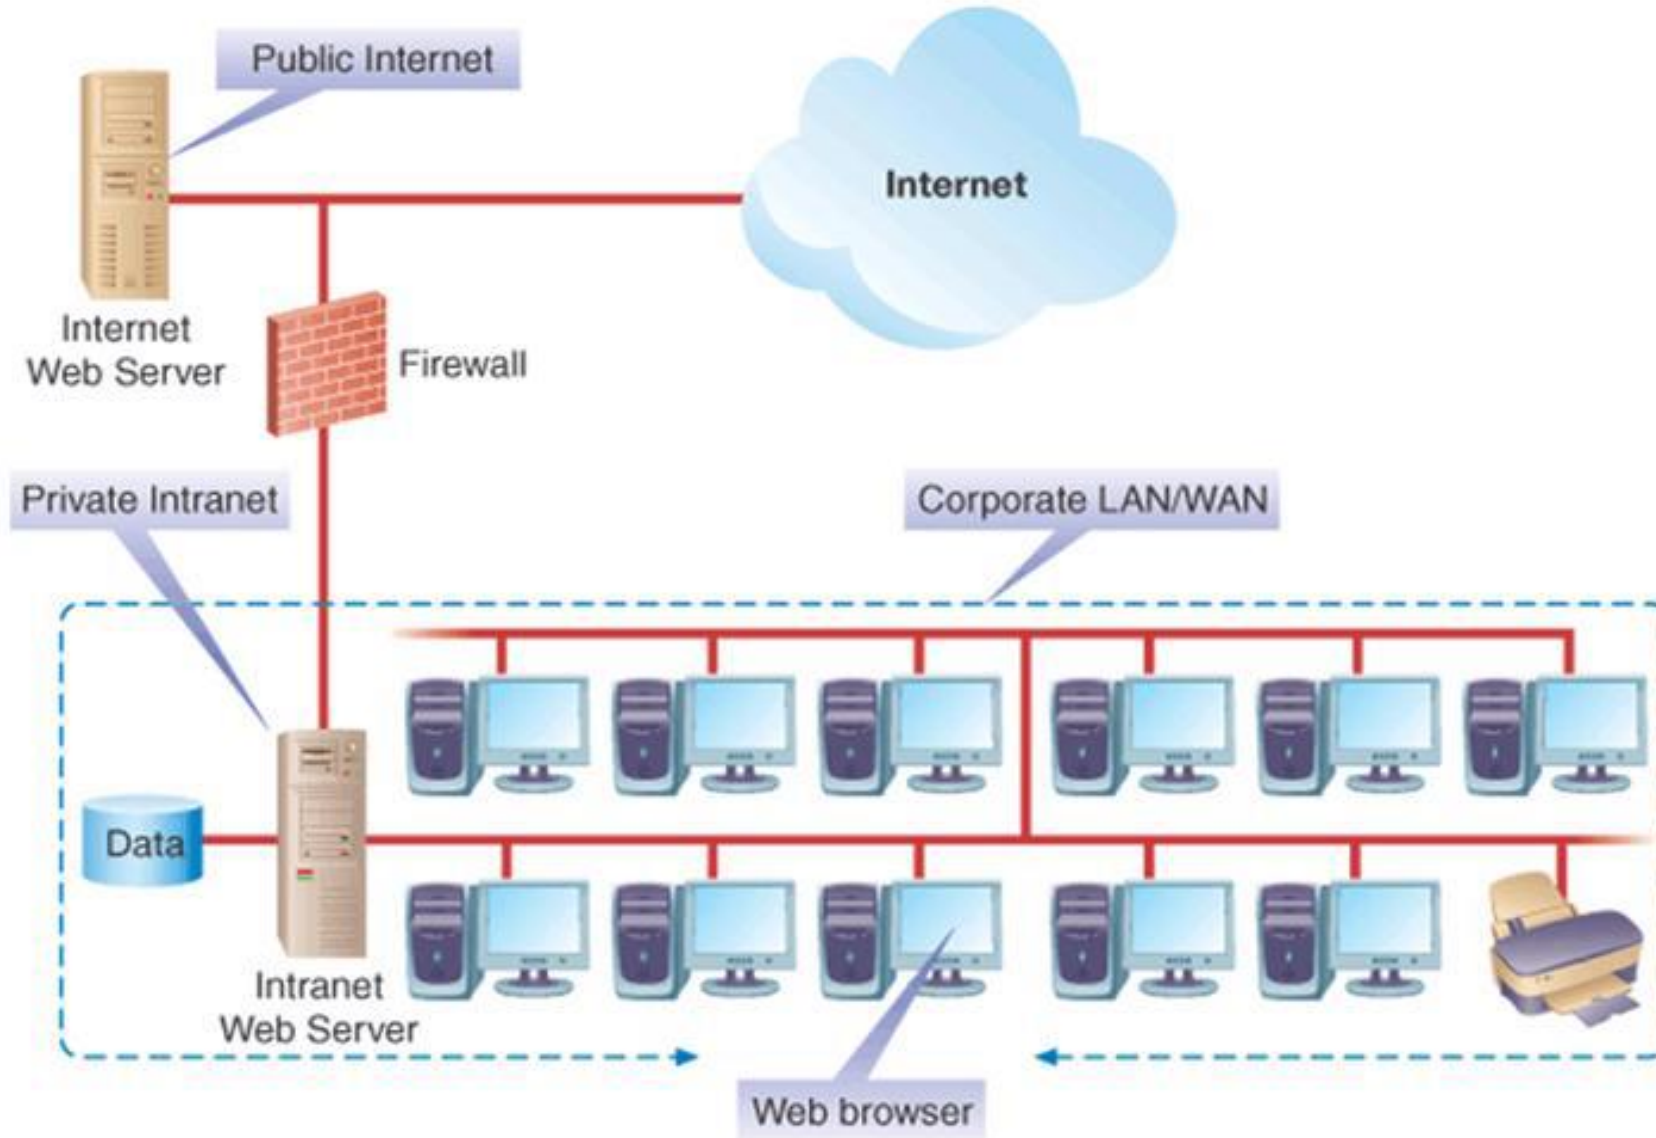 Public Internet
Internet
Internet
Web Server
Firewall
Private Intranet
Corporate LAN/WAN
Data
Intranet
Web Server
Web browser